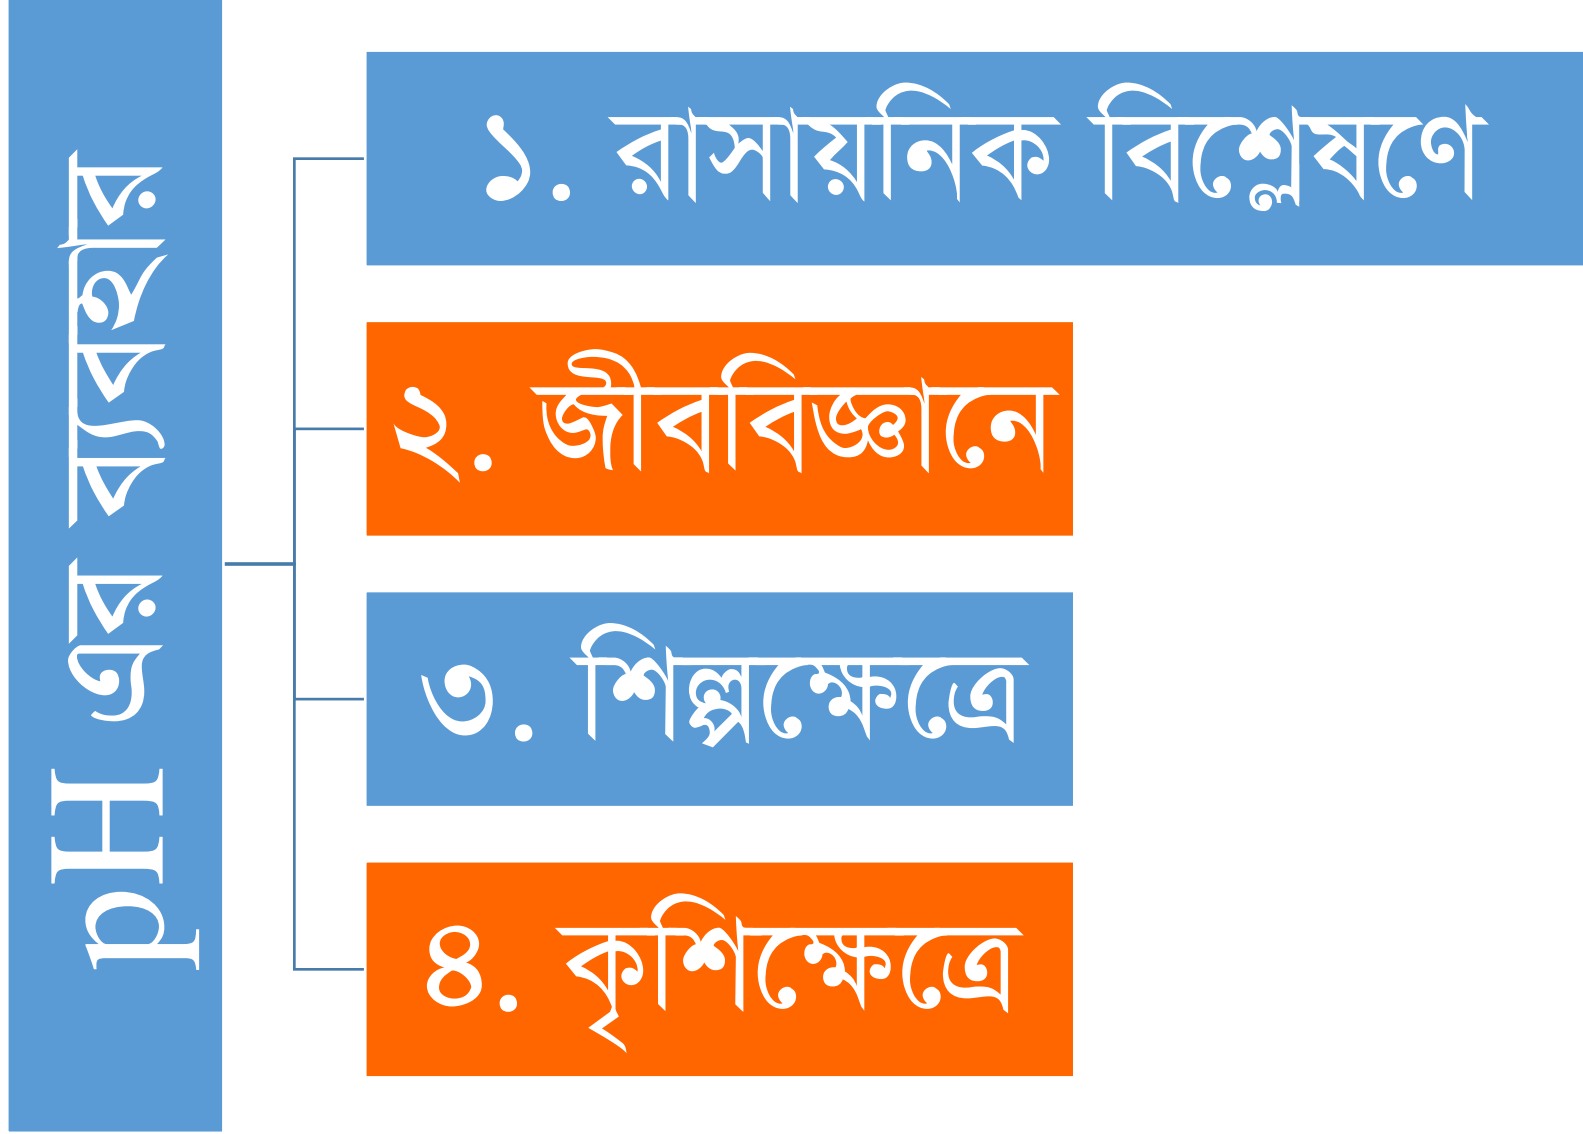 pH এর ব্যবহার
১. রাসায়নিক বিশ্লেষণে
২. জীববিজ্ঞানে
৩. শিল্পক্ষেত্রে
৪. কৃশিক্ষেত্রে